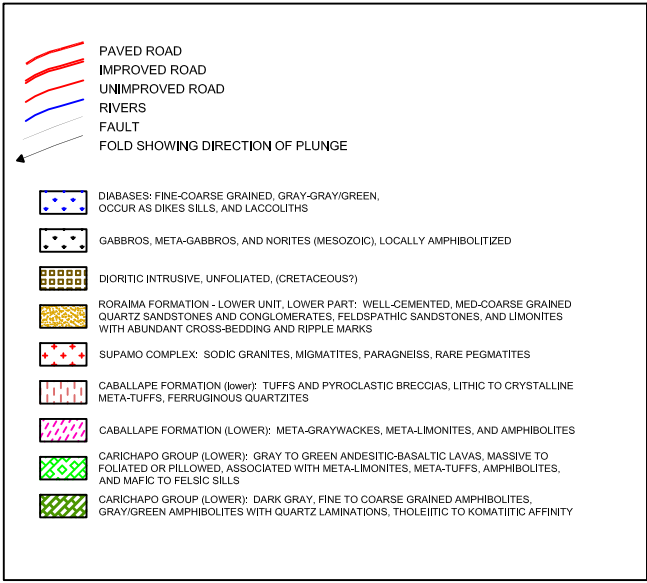 PAVED ROAD
IMPROVED ROAD
UNIMPROVED ROAD
RIVERS
FAULT
FOLD SHOWING DIRECTION OF PLUNGE
DIABASES: FINE-COARSE GRAINED, GRAY-GRAY/GREEN,
OCCUR AS DIKES SILLS, AND LACCOLITHS
GABBROS, META-GABBROS, AND NORITES (MESOZOIC), LOCALLY AMPHIBOLITIZED
DIORITIC INTRUSIVE, UNFOLIATED, (CRETACEOUS?)
RORAIMA FORMATION - LOWER UNIT, LOWER PART: WELL-CEMENTED, MED-COARSE GRAINED
QUARTZ SANDSTONES AND CONGLOMERATES, FELDSPATHIC SANDSTONES, AND LIMONITES
WITH ABUNDANT CROSS-BEDDING AND RIPPLE MARKS
SUPAMO COMPLEX: SODIC GRANITES, MIGMATITES, PARAGNEISS, RARE PEGMATITES
CABALLAPE FORMATION (lower): TUFFS AND PYROCLASTIC BRECCIAS, LITHIC TO CRYSTALLINE
META-TUFFS, FERRUGINOUS QUARTZITES
CABALLAPE FORMATION (LOWER): META-GRAYWACKES, META-LIMONITES, AND AMPHIBOLITES
CARICHAPO GROUP (LOWER): GRAY TO GREEN ANDESITIC-BASALTIC LAVAS, MASSIVE TO
FOLIATED OR PILLOWED, ASSOCIATED WITH META-LIMONITES, META-TUFFS, AMPHIBOLITES,
AND MAFIC TO FELSIC SILLS
CARICHAPO GROUP (LOWER): DARK GRAY, FINE TO COARSE GRAINED AMPHIBOLITES,
GRAY/GREEN AMPHIBOLITES WITH QUARTZ LAMINATIONS, THOLEIITIC TO KOMATIITIC AFFINITY